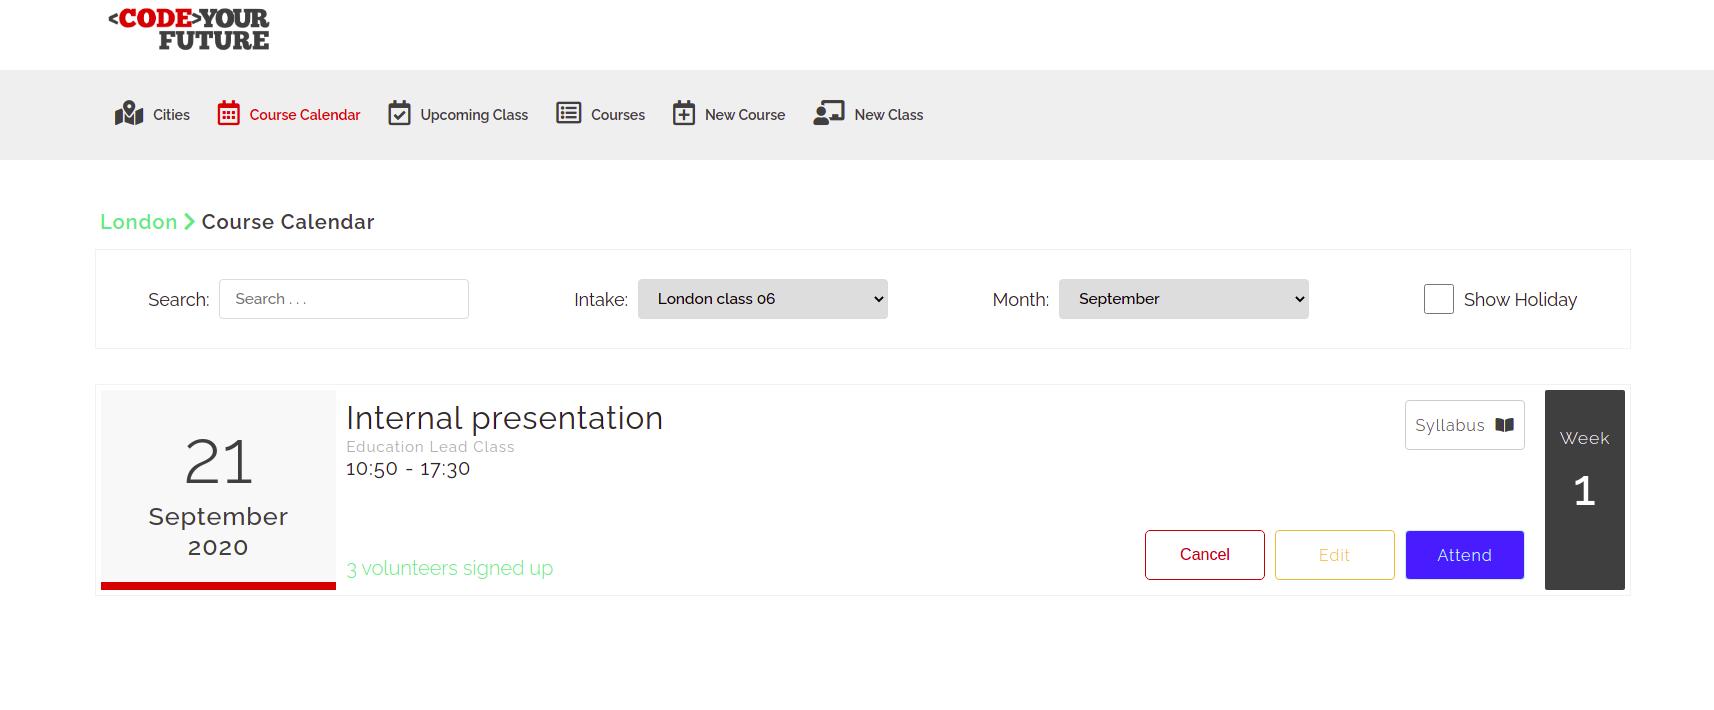 <CODE>YOUR
FUTURE
Cities Course Calendar Upcoming Class Courses New Course New Class
London Course Calendar
Search: Search . . . Intake: London class 06 Month: September Show Holiday
21
September
2020
Internal presentation
Education Lead Class
10:50 - 17:30
3 volunteers signed up
Syllabus
Cancel Edit Attend
Week
1